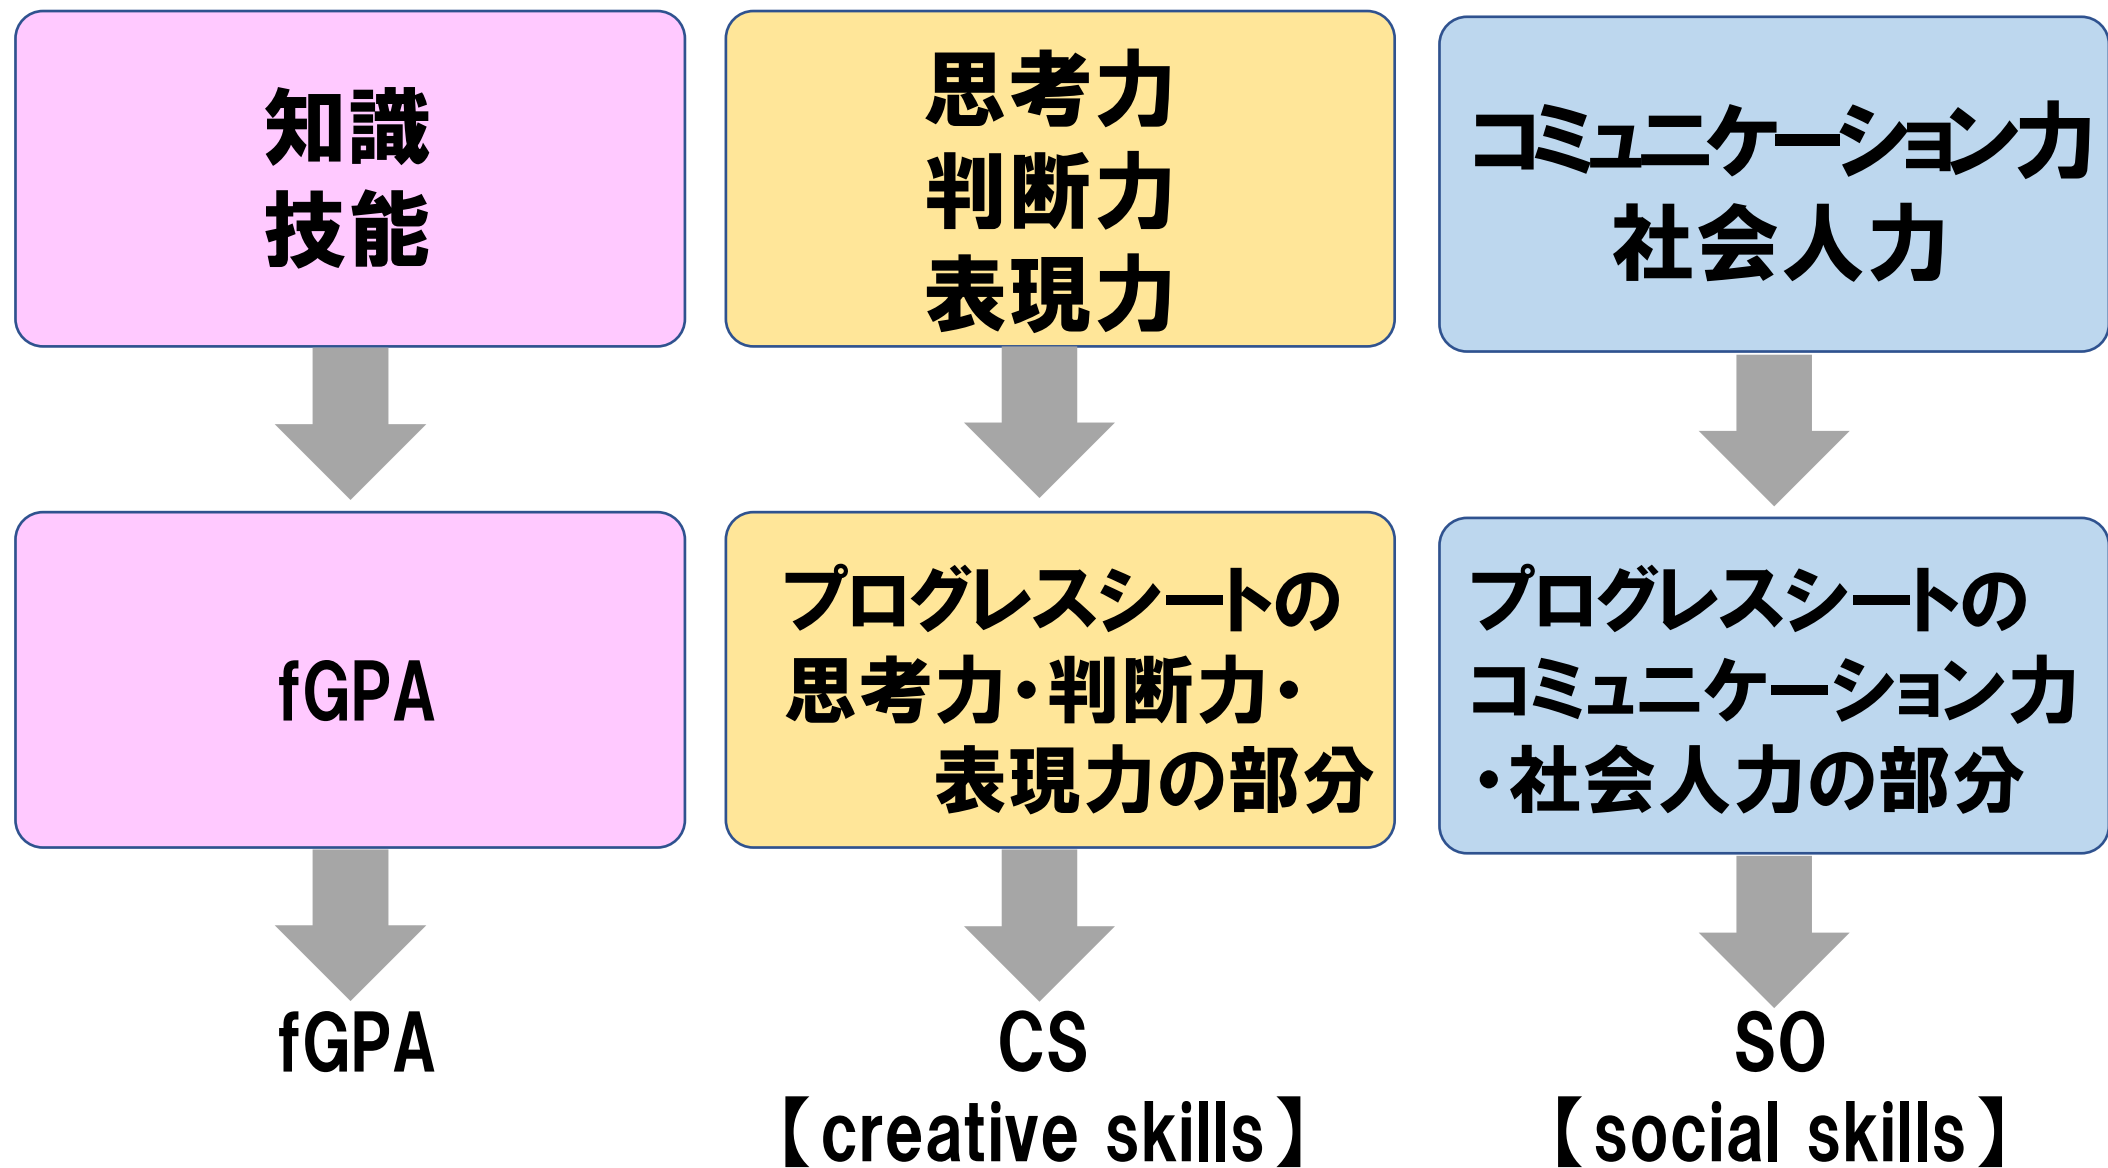 知識
技能
思考力
判断力
表現力
コミュニケーション力
社会人力
fGPA
プログレスシートの
思考力・判断力・
表現力の部分
プログレスシートの
コミュニケーション力
・社会人力の部分
fGPA
CS
【creative skills】
SO
【social skills】